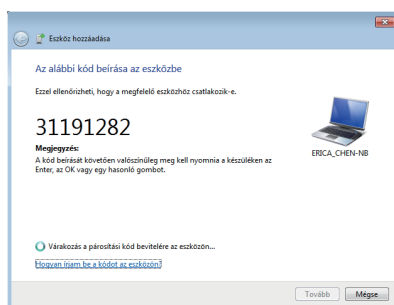 Eszköz hozzáadása
Az alábbi kód beírása az eszközbe
Ezzel ellenőrizheti, hogy a megfelelő eszközhöz csatlakozik-e.
31191282
Megjegyzés:
A kód beírását követően valószínűleg meg kell nyomnia a készüléken az
Enter, az OK vagy egy hasonló gombot.
ERICA_CHEN-NB
Várakozás a párosítási kód bevitelére az eszközön...
Hogyan írjam be a kódot az eszközön?
Tovább
Mégse